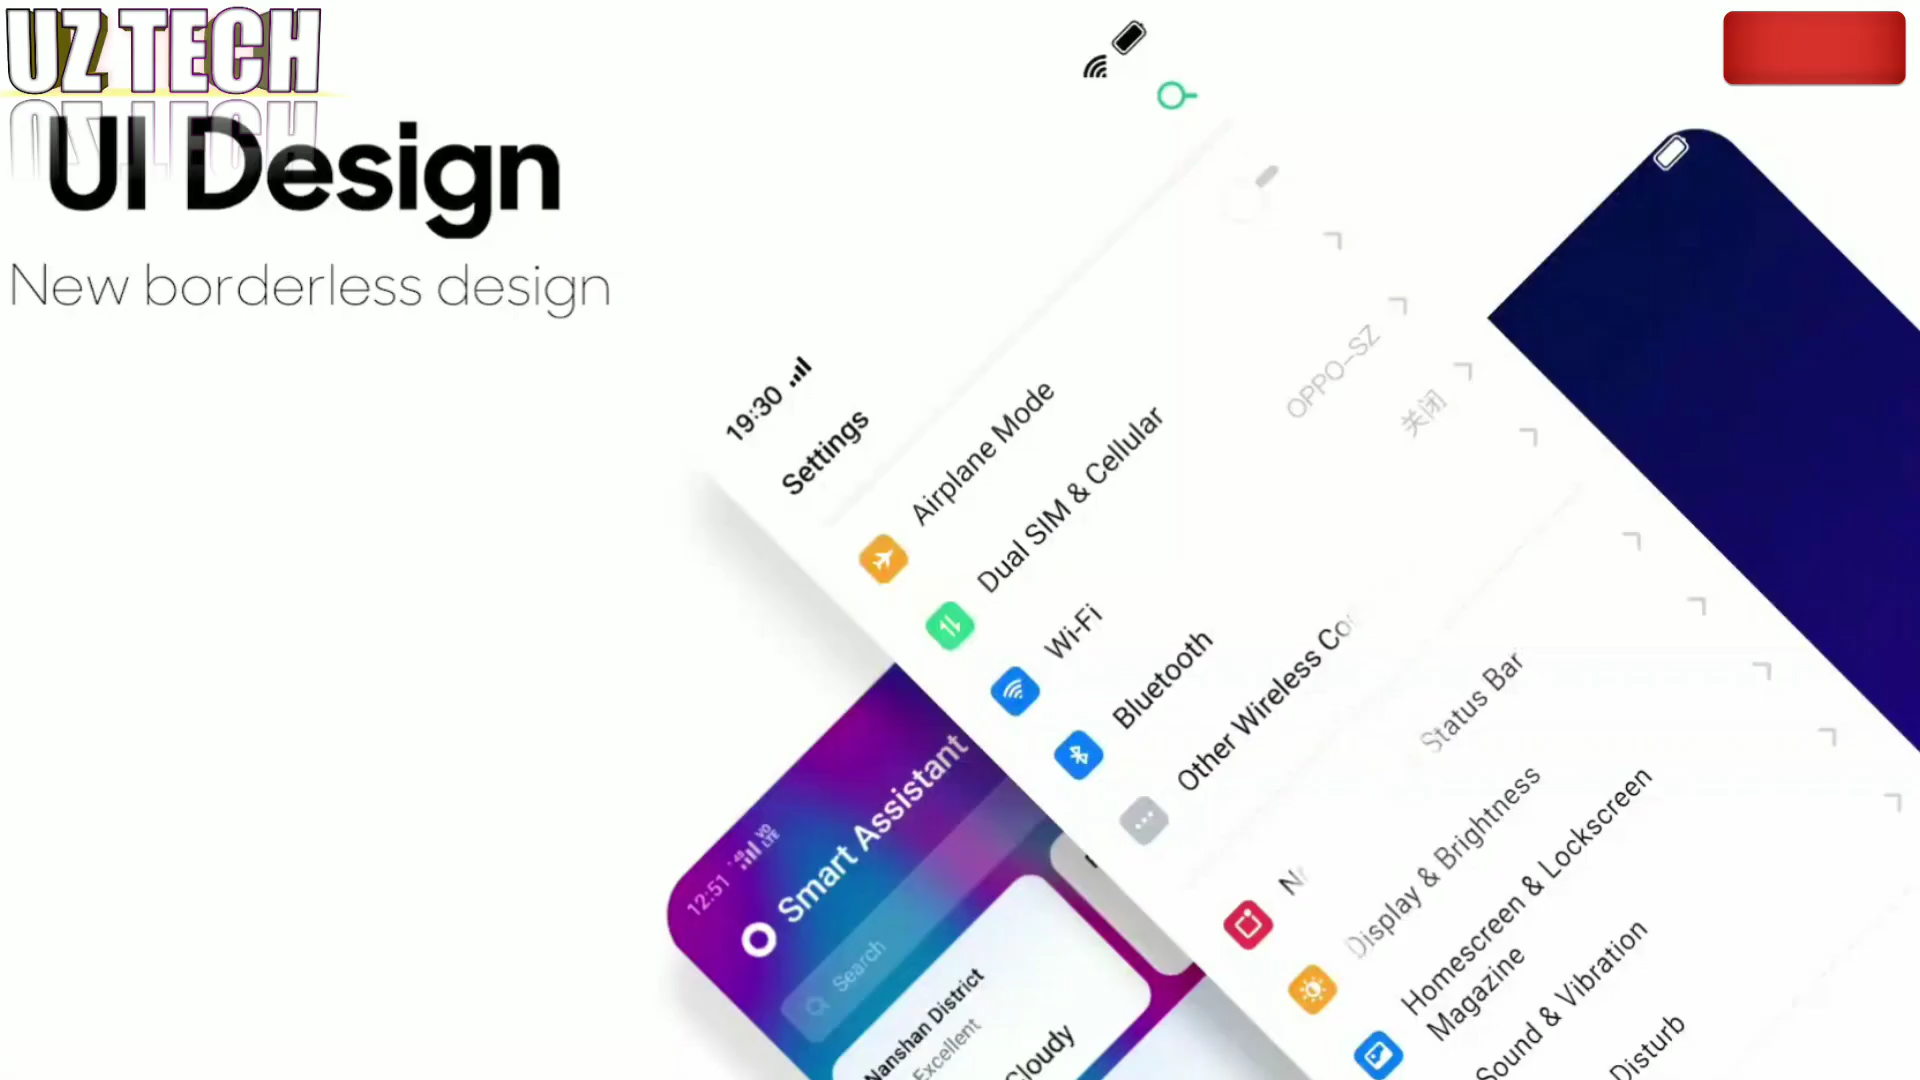 UZ TECH
UI Design
New borderless design
19:30
Settings
Airplane Mode
Dual SIM & Cellular
Wi-Fi
OPPO-SZ
Bluetooth
关闭
Other Wireless
Status Bar
Display & Brightness
Homescreen & Lockscreen
Magazine
Sound & Vibration
Disturb
12:51
VO
LTE
Smart Assistant
Search
Nanshan District
Excellent
Cloudy